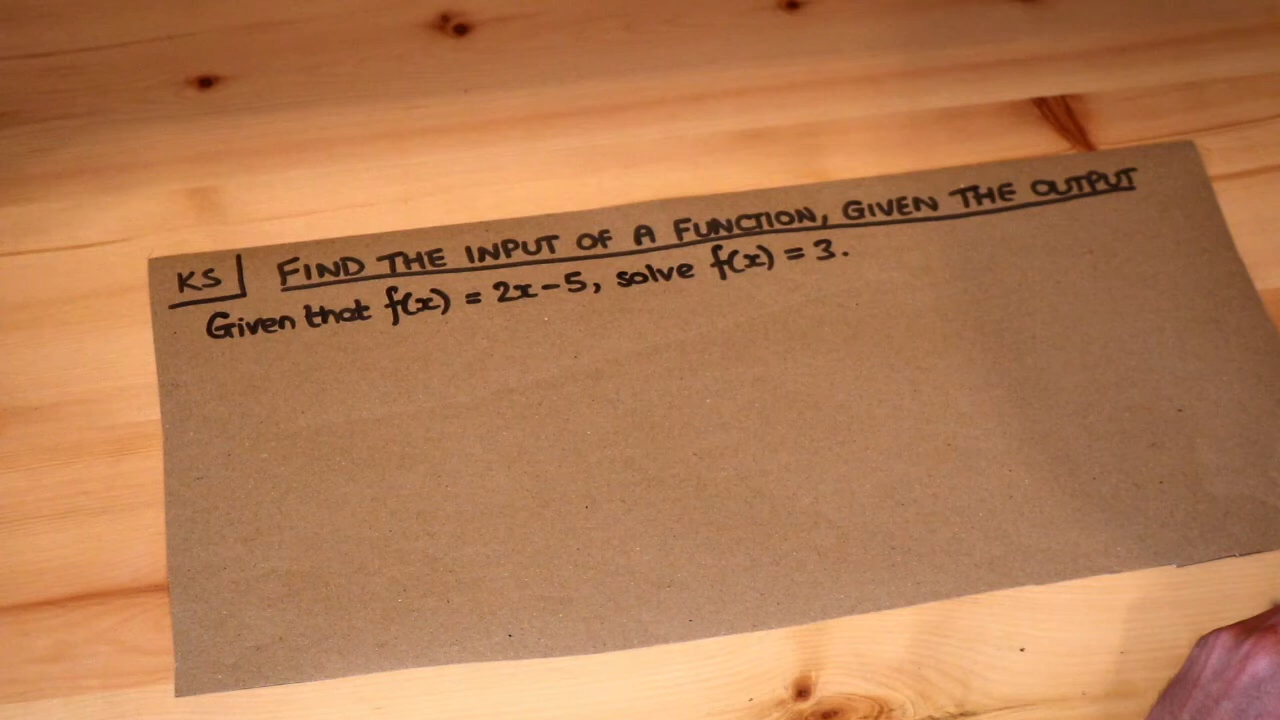 KS FIND THE INPUT OF A FUNCTION, GIVEN THE OUTPUT
Given that f(x) = 2x-5, solve f(x) = 3.